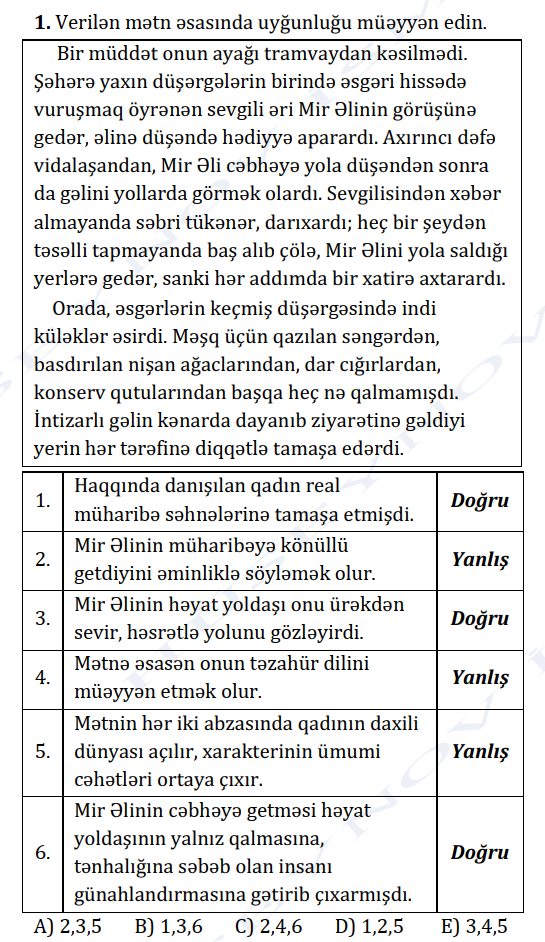 1. Verilən mətn əsasında uyğunluğu müəyyən edin.
Bir müddət onun ayağı tramvaydan kəsilmədi.
Şəhərə yaxın düşərgələrin birində əsgəri hissədə
vuruşmaq öyrənən sevgili əri Mir Əlinin görüşünə
gedər, əlinə düşəndə hədiyyə aparardı. Axırıncı dəfə
vidalaşandan, Mir Əli cəbhəyə yola düşəndən sonra
da gəlini yollarda görmək olardı. Sevgilisindən xəbər
almayanda səbri tükənər, darıxardı; heç bir şeydən
təsəlli tapmayanda baş alıb çölə, Mir Əlini yola saldığı
yerlərə gedər, sanki hər addımda bir xatirə axtarardı.
Orada, əsgərlərin keçmiş düşərgəsində indi
küləklər əsirdi. Məşq üçün qazılan səngərdən,
basdırılan nişan ağaclarından, dar cığırlardan,
konserv qutularından başqa heç nə qalmamışdı.
İntizarlı gəlin kənarda dayanıb ziyarətinə gəldiyi
yerin hər tərəfinə diqqətlə tamaşa edərdi.
1. Haqqında danışılan qadın real
müharibə səhnələrinə tamaşa etmişdi. Doğru
2. Mir Əlinin müharibəyə könüllü
getdiyini əminliklə söyləmək olur. Yanlış
3. Mir Əlinin həyat yoldaşı onu ürəkdən
sevir, həsrətlə yolunu gözləyirdi. Doğru
4. Mətnə əsasən onun təzahür dilini
müəyyən etmək olur. Yanlış
5. Mətnin hər iki abzasında qadının daxili
dünyası açılır, xarakterinin ümumi
cəhətləri ortaya çıxır. Yanlış
6. Mir Əlinin cəbhəyə getməsi həyat
yoldaşının yalnız qalmasına,
tənhalığına səbəb olan insanı
günahlandırmasına gətirib çıxarmışdı. Doğru
A) 2,3,5 B) 1,3,6 C) 2,4,6 D) 1,2,5 E) 3,4,5